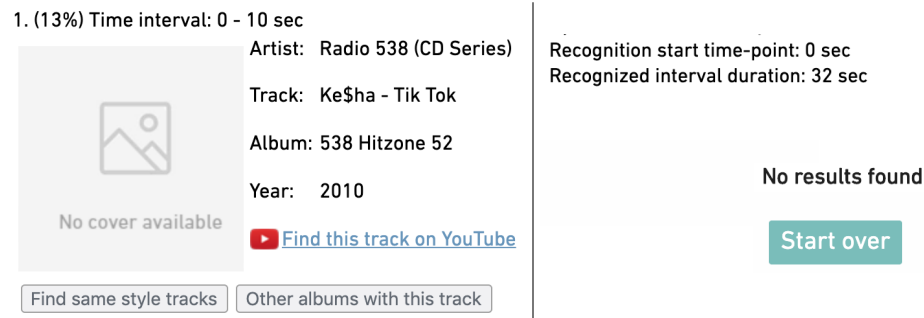 1. (13%) Time interval: 0 - 10 sec
Artist: Radio 538 (CD Series)
Track: Ke$ha - Tik Tok
Album: 538 Hitzone 52
Year: 2010
No cover available
Find this track on YouTube
Find same style tracks Other albums with this track
Recognition start time-point: 0 sec
Recognized interval duration: 32 sec
No results found
Start over